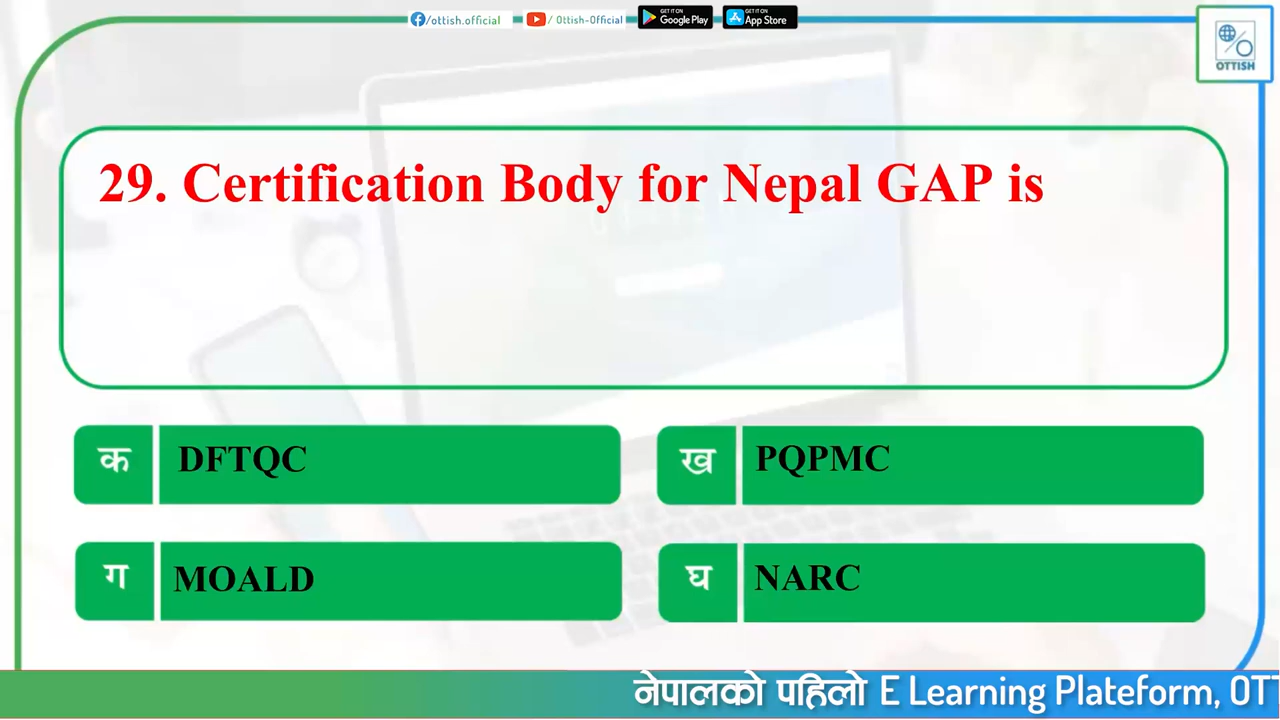 /ottish.official
/ Ottish-Official
GET IT ON
Google Play
GET IT ON
App Store
OTTISH
29. Certification Body for Nepal GAP is
क DFTQC
ख PQPMC
ग MOALD
घ NARC
नेपालको पहिलो E Learning Plateform, OTT